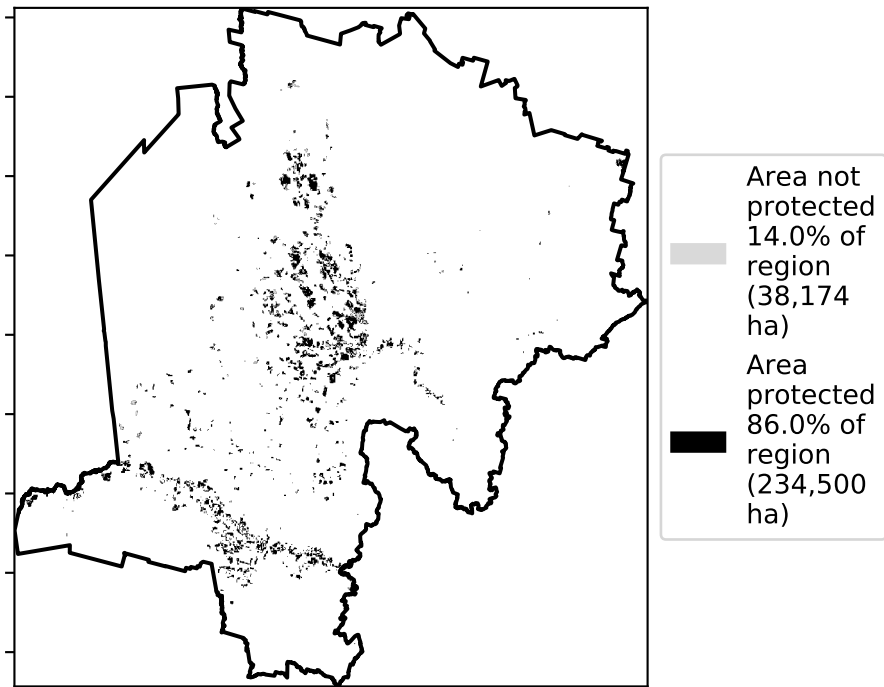 Area not
protected
14.0% of
region
(38,174
ha)
Area
protected
86.0% of
region
(234,500
ha)